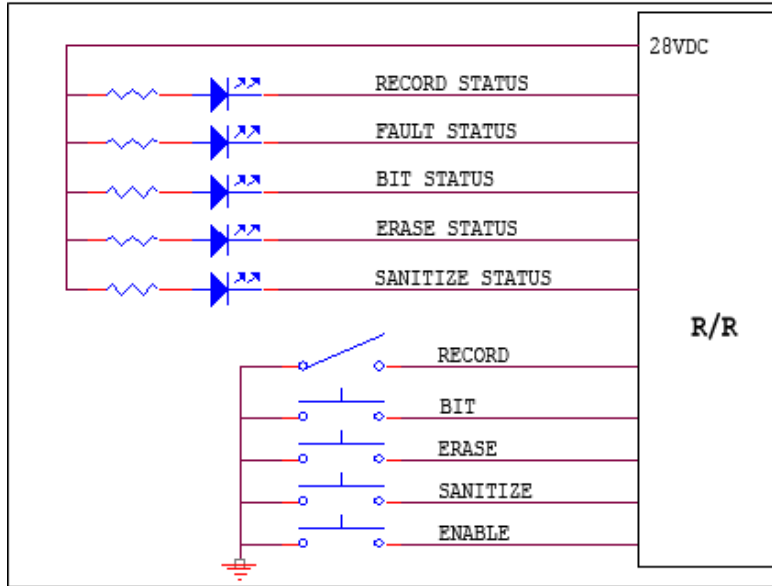 28VDC
RECORD STATUS
FAULT STATUS
BIT STATUS
ERASE STATUS
SANITIZE STATUS
R/R
RECORD
BIT
ERASE
SANITIZE
ENABLE